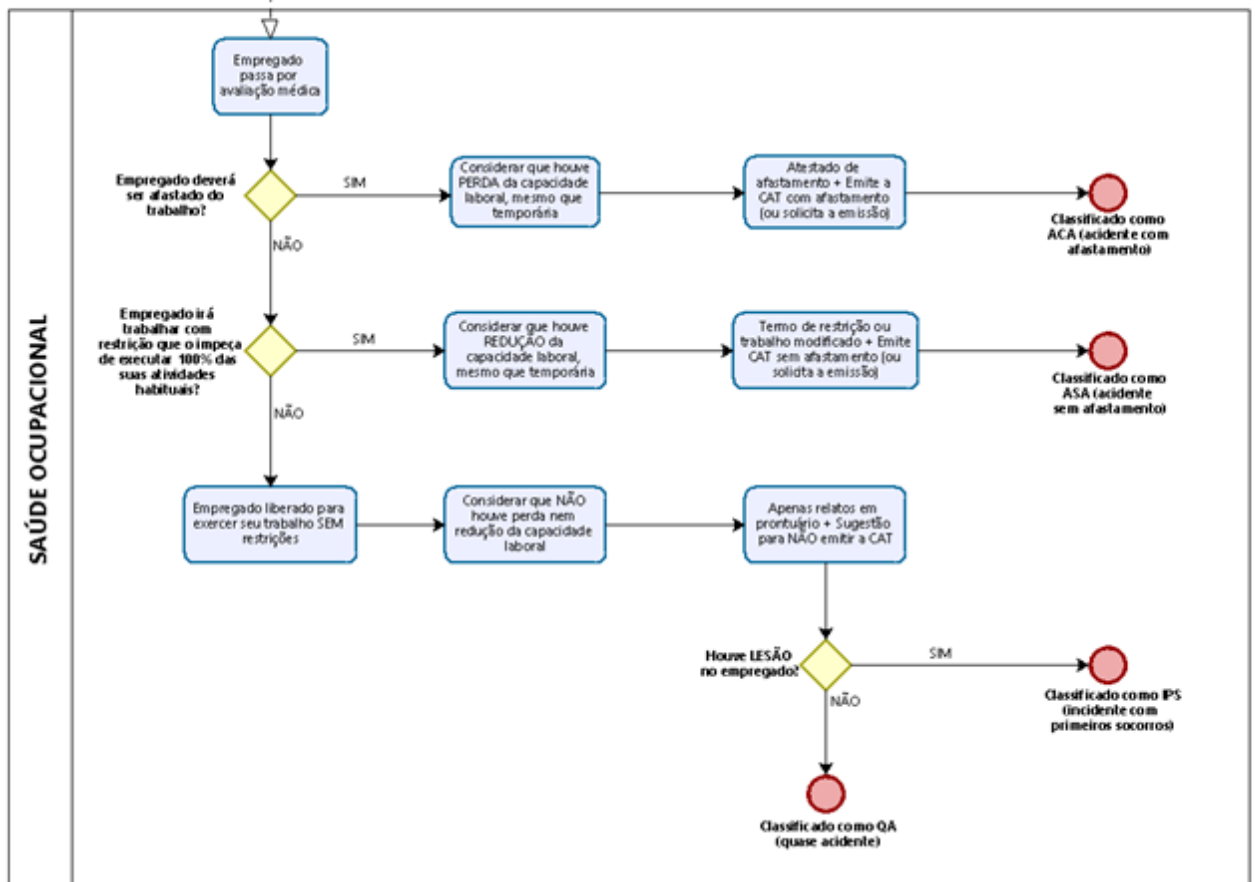 SAÚDE OCUPACIONAL
Empregado
passa por
avaliação médica
Empregado deverá
ser afastado do
trabalho?
SIM
Considerar que houve
PERDA da capacidade
laboral, mesmo que
temporária
Atestado de
afastamento + Emite a
CAT com afastamento
(ou solicita a emissão)
Classificado como
ACA (acidente com
afastamento)
NÃO
Empregado irá
trabalhar com
restrição que o impeça
de executar 100% das
suas atividades
habituais?
SIM
Considerar que houve
REDUÇÃO da
capacidade laboral,
mesmo que temporária
Termo de restrição ou
trabalho modificado + Emite
CAT sem afastamento (ou
solicita a emissão)
Classificado como
ASA (acidente
sem afastamento)
NÃO
Empregado liberado para
exercer seu trabalho SEM
restrições
Considerar que NÃO
houve perda nem
redução da capacidade
laboral
Apenas relatos em
prontuário + Sugestão
para NÃO emitir a CAT
Houve LESÃO
no empregado?
SIM
Classificado como IPS
(incidente com
primeiros socorros)
NÃO
Classificado como QA
(quase acidente)